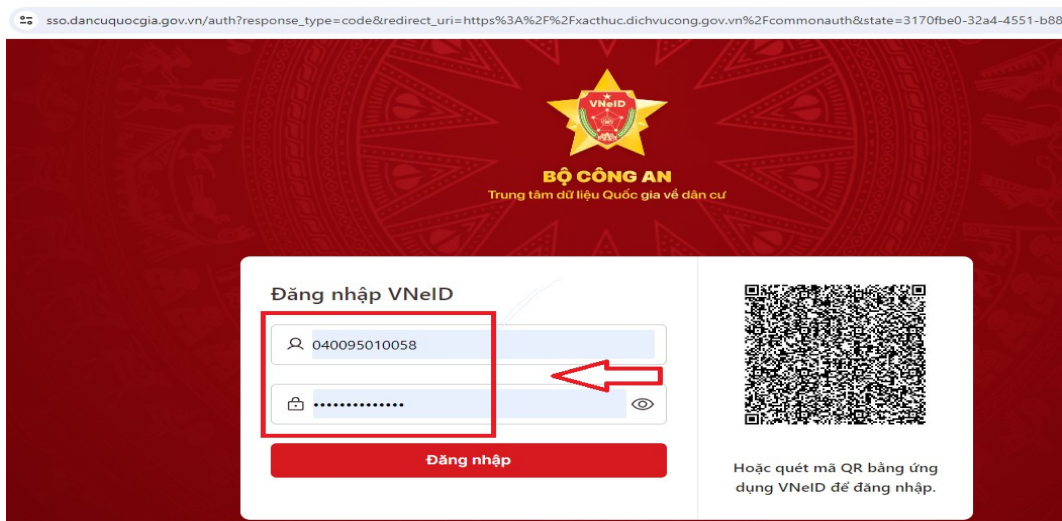 sso.dancuquocgia.gov.vn/auth?response_type=code&redirect_uri=https%3A%2F%2Fxacthuc.dichvucong.gov.vn%2Fcommonauth&state=3170fbe0-32a4-4551-b88
VNeID
BỘ CÔNG AN
Trung tâm dữ liệu Quốc gia về dân cư
Đăng nhập VNeID
040095010058
••••••••••••••
Đăng nhập
Hoặc quét mã QR bằng ứng
dụng VNeID để đăng nhập.